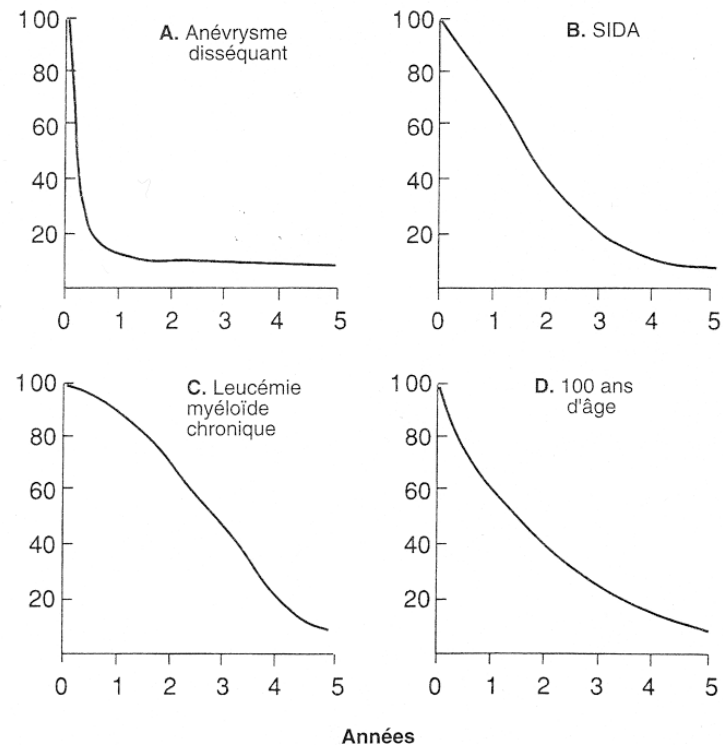 100
80
60
40
20
0 1 2 3 4 5
A. Anévrysme
disséquant
100
80
60
40
20
0 1 2 3 4 5
B. SIDA
100
80
60
40
20
0 1 2 3 4 5
C. Leucémie
myéloïde
chronique
100
80
60
40
20
0 1 2 3 4 5
D. 100 ans
d'âge
Années